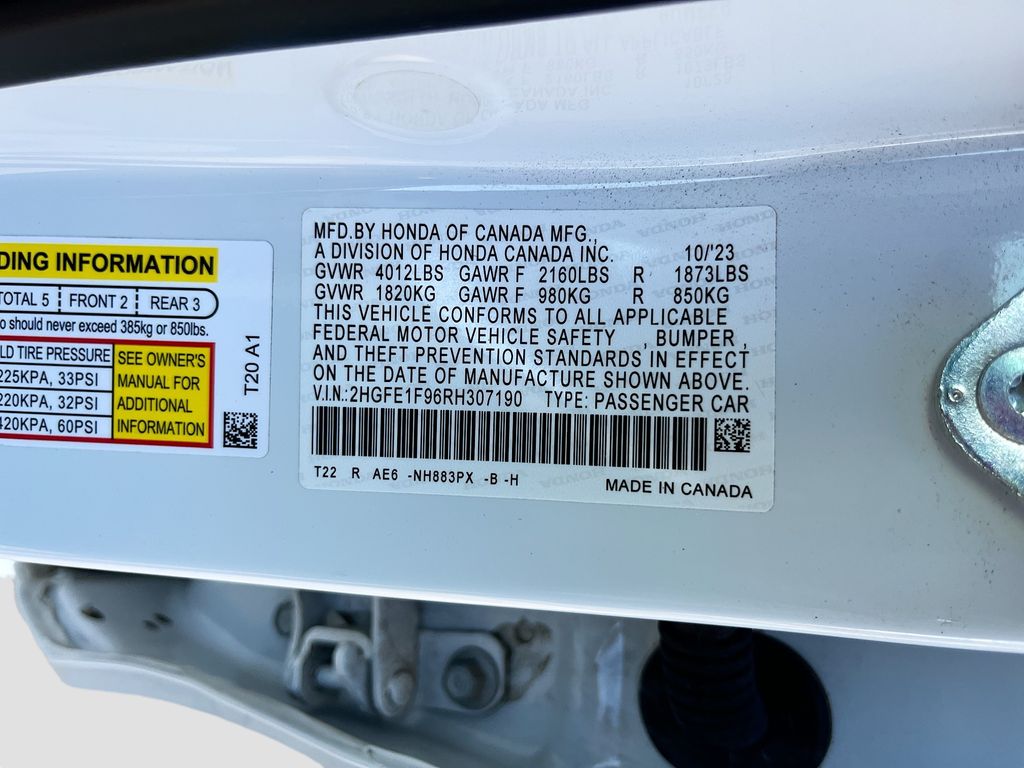 DING INFORMATION
TOTAL 5 FRONT 2 REAR 3
o should never exceed 385kg or 850lbs.
LD TIRE PRESSURE
225KPA, 33PSI
220KPA, 32PSI
420KPA, 60PSI
SEE OWNER'S
MANUAL FOR
ADDITIONAL
INFORMATION
T20 A1
MFD.BY HONDA OF CANADA MFG.,
A DIVISION OF HONDA CANADA INC. 10/'23
GVWR 4012LBS GAWR F 2160LBS R 1873LBS
GVWR 1820KG GAWR F 980KG R 850KG
THIS VEHICLE CONFORMS TO ALL APPLICABLE
FEDERAL MOTOR VEHICLE SAFETY , BUMPER ,
AND THEFT PREVENTION STANDARDS IN EFFECT
ON THE DATE OF MANUFACTURE SHOWN ABOVE.
V.I.N.:2HGFE1F96RH307190 TYPE: PASSENGER CAR
T22 R AE6 -NH883PX -B -H
MADE IN CANADA